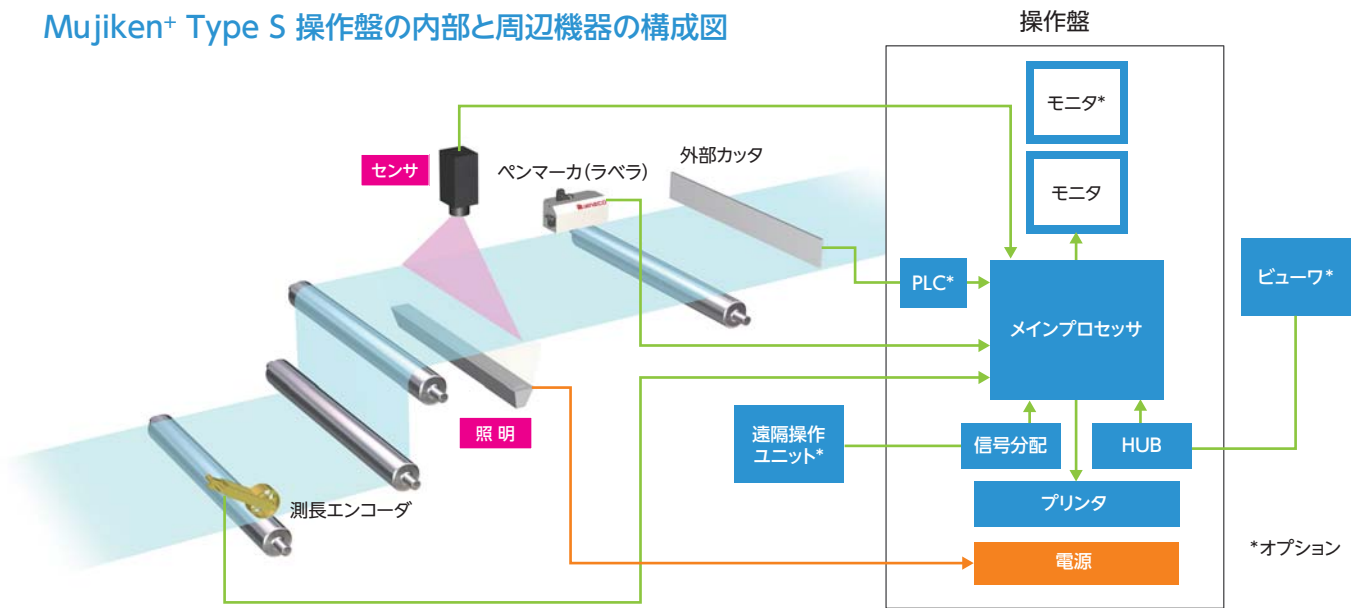 Mujiken⁺ Type S 操作盤の内部と周辺機器の構成図
操作盤
モニタ*
センサ
ペンマーカ(ラベラ)
外部カッタ
モニタ
PLC*
メインプロセッサ
ビューワ*
照 明
遠隔操作
ユニット*
信号分配
HUB
測長エンコーダ
プリンタ
電源
*オプション